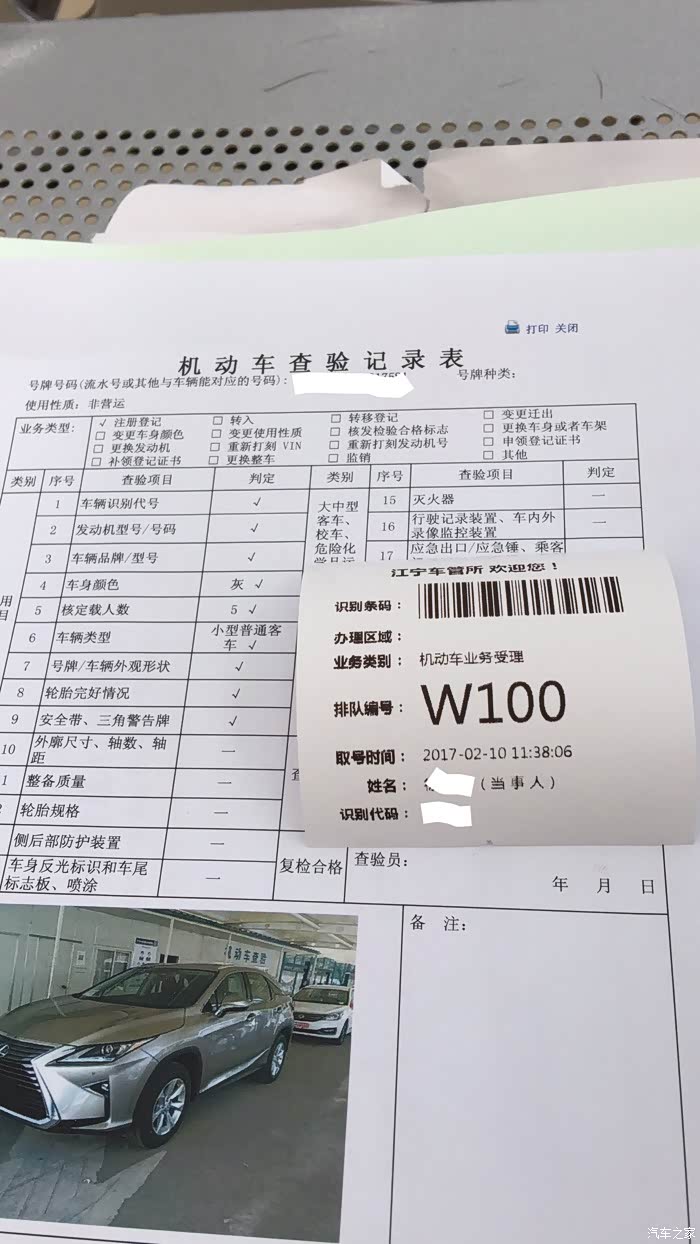 打印 关闭
机动车查验记录表
号牌号码(流水号或其他与车辆能对应的号码): 号牌种类:
使用性质: 非营运
业务类型: √ 注册登记 □ 转入 □ 转移登记 □ 变更迁出
□ 变更车身颜色 □ 变更使用性质 □ 核发检验合格标志 □ 更换车身或者车架
□ 更换发动机 □ 重新打刻 VIN □ 重新打刻发动机号 □ 申领登记证书
□ 补领登记证书 □ 更换整车 □ 监销 □ 其他
类别 序号 查验项目 判定 类别 序号 查验项目 判定
1 车辆识别代号 √
2 发动机型号/号码 √
3 车辆品牌/型号 √
4 车身颜色 灰 √
5 核定载人数 5 √
6 车辆类型 小型普通客车 √
7 号牌/车辆外观形状 √
8 轮胎完好情况 √
9 安全带、三角警告牌 √
10 外廓尺寸、轴数、轴距 —
1 整备质量 —
轮胎规格 —
侧后部防护装置 —
车身反光标识和车尾标志板、喷涂 —
大中型
客车、
校车、
危险化
15 灭火器 —
16 行驶记录装置、车内外录像监控装置 —
17 应急出口/应急锤、乘客
江宁车管所 欢迎您!
识别条码:
办理区域:
业务类别: 机动车业务受理
排队编号: W100
取号时间: 2017-02-10 11:38:06
姓名: (当事人)
识别代码:
复检合格 查验员:
年 月 日
备 注:
机动车查验
汽车之家